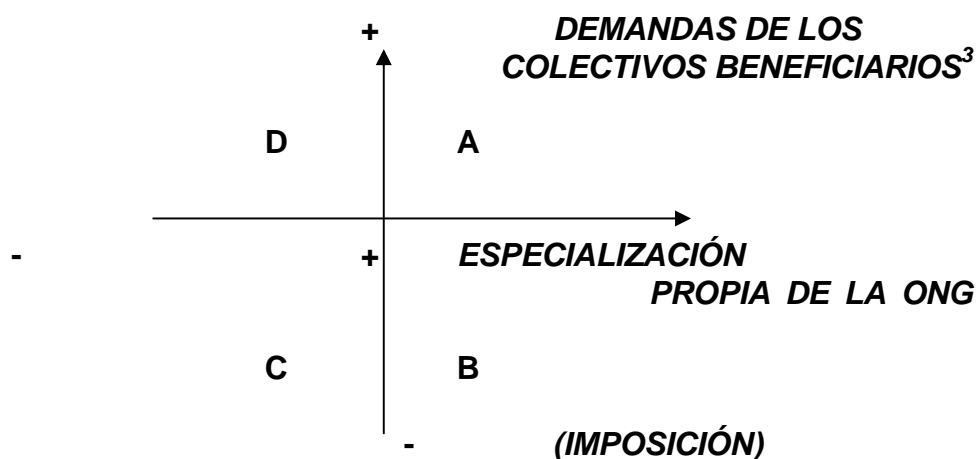 + DEMANDAS DE LOS
COLECTIVOS BENEFICIARIOS³
D A
- + ESPECIALIZACIÓN
PROPIA DE LA ONG
C B
- (IMPOSICIÓN)